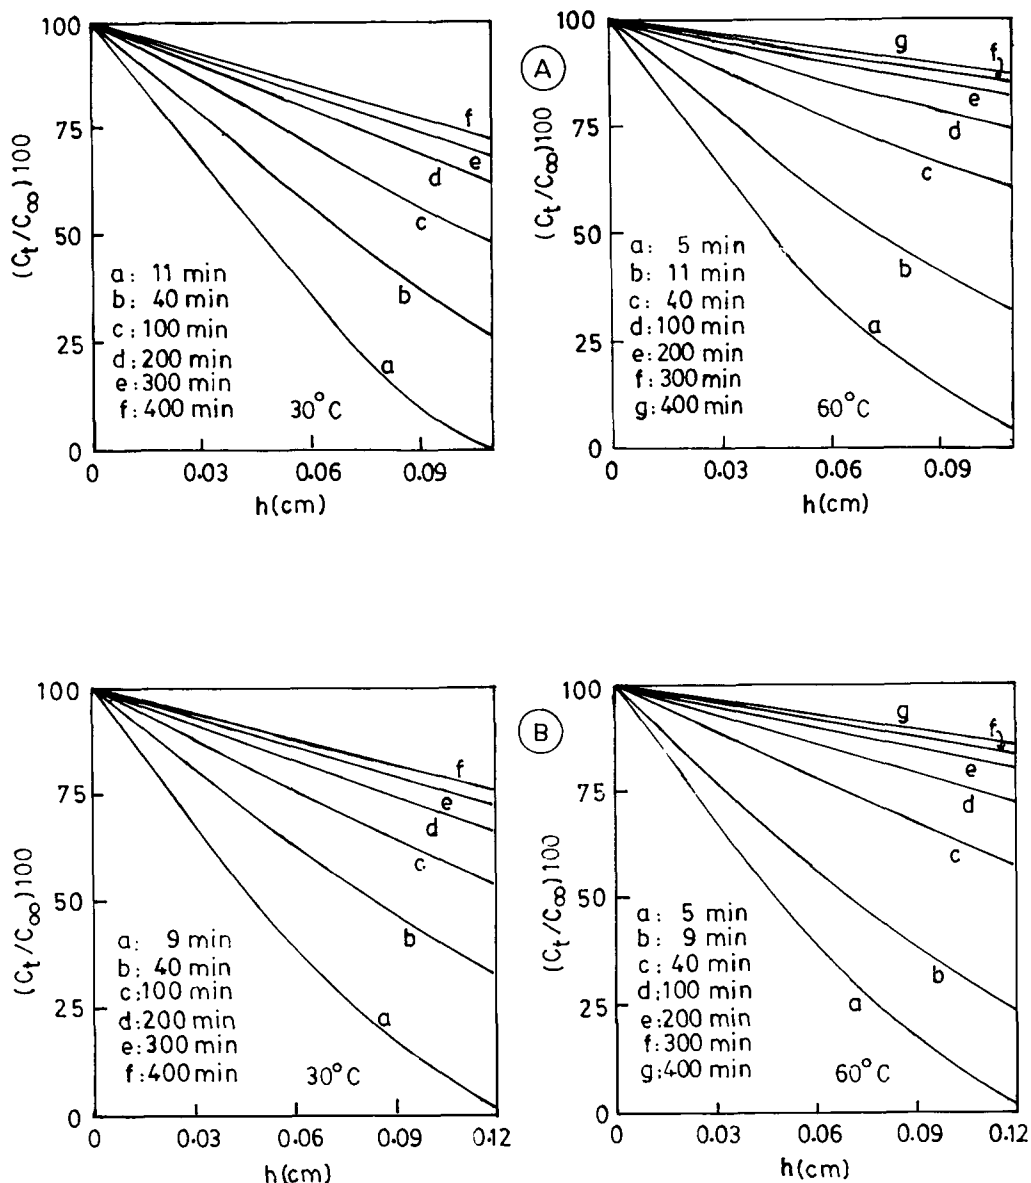 100
75
50
25
0
(Ct/C∞)100
f
e
d
c
b
a
a: 11 min
b: 40 min
c: 100 min
d: 200 min
e: 300 min
f: 400 min
30°C
0 0.03 0.06 0.09
h(cm)
A
100
75
50
25
0
(Ct/C∞)100
g
f
e
d
c
b
a
a: 5 min
b: 11 min
c: 40 min
d: 100 min
e: 200 min
f: 300 min
g: 400 min
60°C
0 0.03 0.06 0.09
h(cm)
100
75
50
25
0
(Ct/C∞)100
f
e
d
c
b
a
a: 9 min
b: 40 min
c: 100 min
d: 200 min
e: 300 min
f: 400 min
30°C
0 0.03 0.06 0.09 0.12
h(cm)
B
100
75
50
25
0
(Ct/C∞)100
g
f
e
d
c
b
a
a: 5 min
b: 9 min
c: 40 min
d: 100 min
e: 200 min
f: 300 min
g: 400 min
60°C
0 0.03 0.06 0.09 0.12
h(cm)